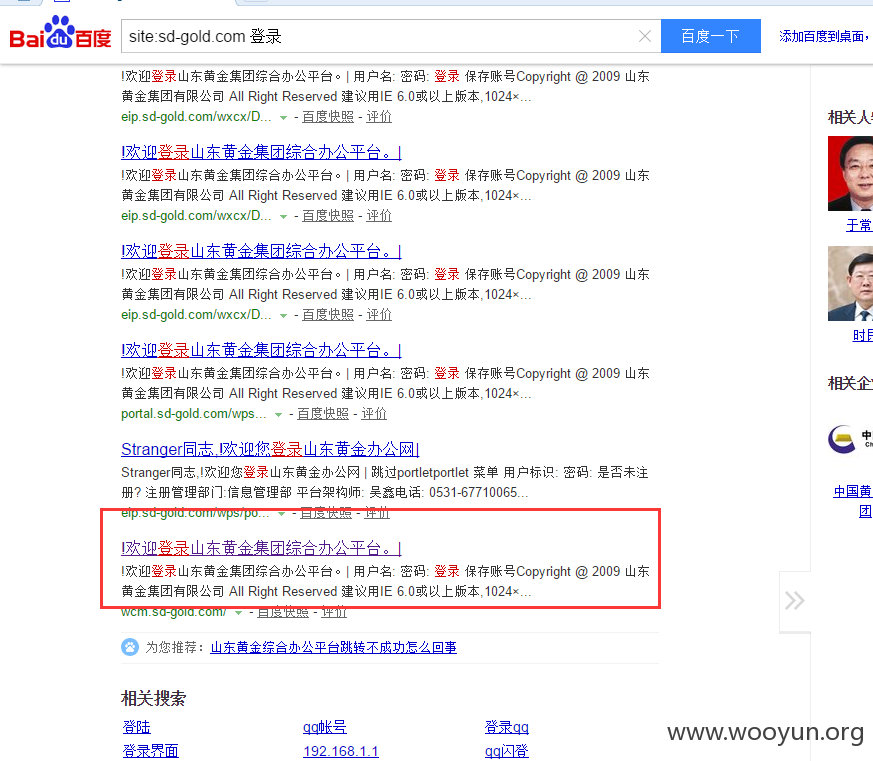 Bai百度 site:sd-gold.com 登录 百度一下 添加百度到桌面
!欢迎登录山东黄金集团综合办公平台。| 用户名: 密码: 登录 保存账号Copyright @ 2009 山东
黄金集团有限公司 All Right Reserved 建议用IE 6.0或以上版本,1024×...
eip.sd-gold.com/wxcx/D... - 百度快照 - 评价
!欢迎登录山东黄金集团综合办公平台。|
!欢迎登录山东黄金集团综合办公平台。| 用户名: 密码: 登录 保存账号Copyright @ 2009 山东
黄金集团有限公司 All Right Reserved 建议用IE 6.0或以上版本,1024×...
eip.sd-gold.com/wxcx/D... - 百度快照 - 评价
!欢迎登录山东黄金集团综合办公平台。|
!欢迎登录山东黄金集团综合办公平台。| 用户名: 密码: 登录 保存账号Copyright @ 2009 山东
黄金集团有限公司 All Right Reserved 建议用IE 6.0或以上版本,1024×...
eip.sd-gold.com/wxcx/D... - 百度快照 - 评价
!欢迎登录山东黄金集团综合办公平台。|
!欢迎登录山东黄金集团综合办公平台。| 用户名: 密码: 登录 保存账号Copyright @ 2009 山东
黄金集团有限公司 All Right Reserved 建议用IE 6.0或以上版本,1024×...
portal.sd-gold.com/wps... - 百度快照 - 评价
Stranger同志,!欢迎您登录山东黄金办公网|
Stranger同志,!欢迎您登录山东黄金办公网 | 跳过portletportlet 菜单 用户标识: 密码: 是否未注
册? 注册管理部门:信息管理部 平台架构师: 吴鑫电话: 0531-67710065...
eip.sd-gold.com/wps/po... - 百度快照 - 评价
!欢迎登录山东黄金集团综合办公平台。|
!欢迎登录山东黄金集团综合办公平台。| 用户名: 密码: 登录 保存账号Copyright @ 2009 山东
黄金集团有限公司 All Right Reserved 建议用IE 6.0或以上版本,1024×...
wcm.sd-gold.com/ - 百度快照 - 评价
为您推荐: 山东黄金综合办公平台跳转不成功怎么回事
相关搜索
登陆 qq帐号 登录qq
登录界面 192.168.1.1 qq闪登
相关人
于常
时民
相关企
中
中国黄
团
www.wooyun.org